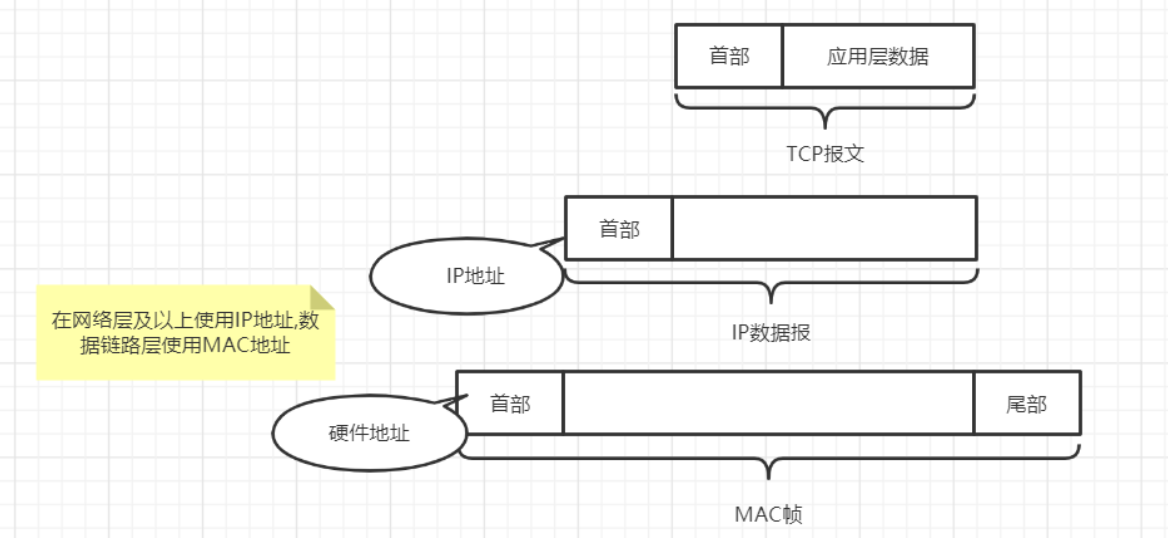 首部
应用层数据
TCP报文
首部
IP地址
IP数据报
在网络层及以上使用IP地址,数
据链路层使用MAC地址
首部
尾部
硬件地址
MAC帧